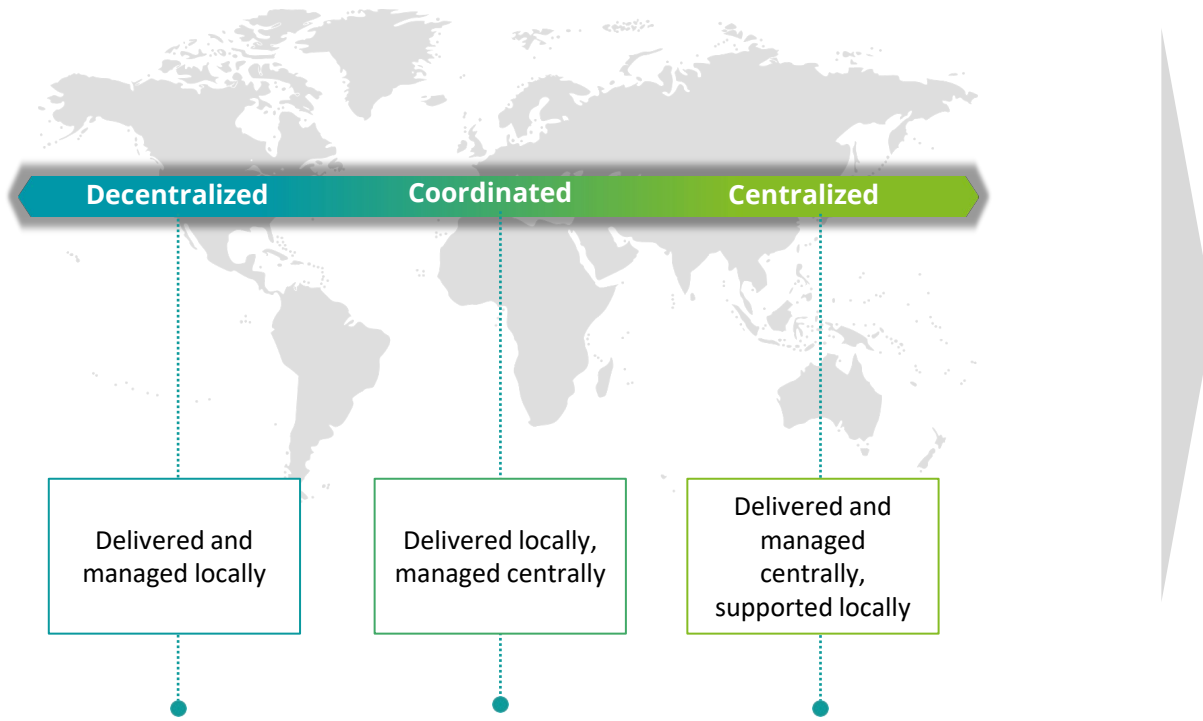 Decentralized
Coordinated
Centralized
Delivered and
managed locally
Delivered locally,
managed centrally
Delivered and
managed
centrally,
supported locally